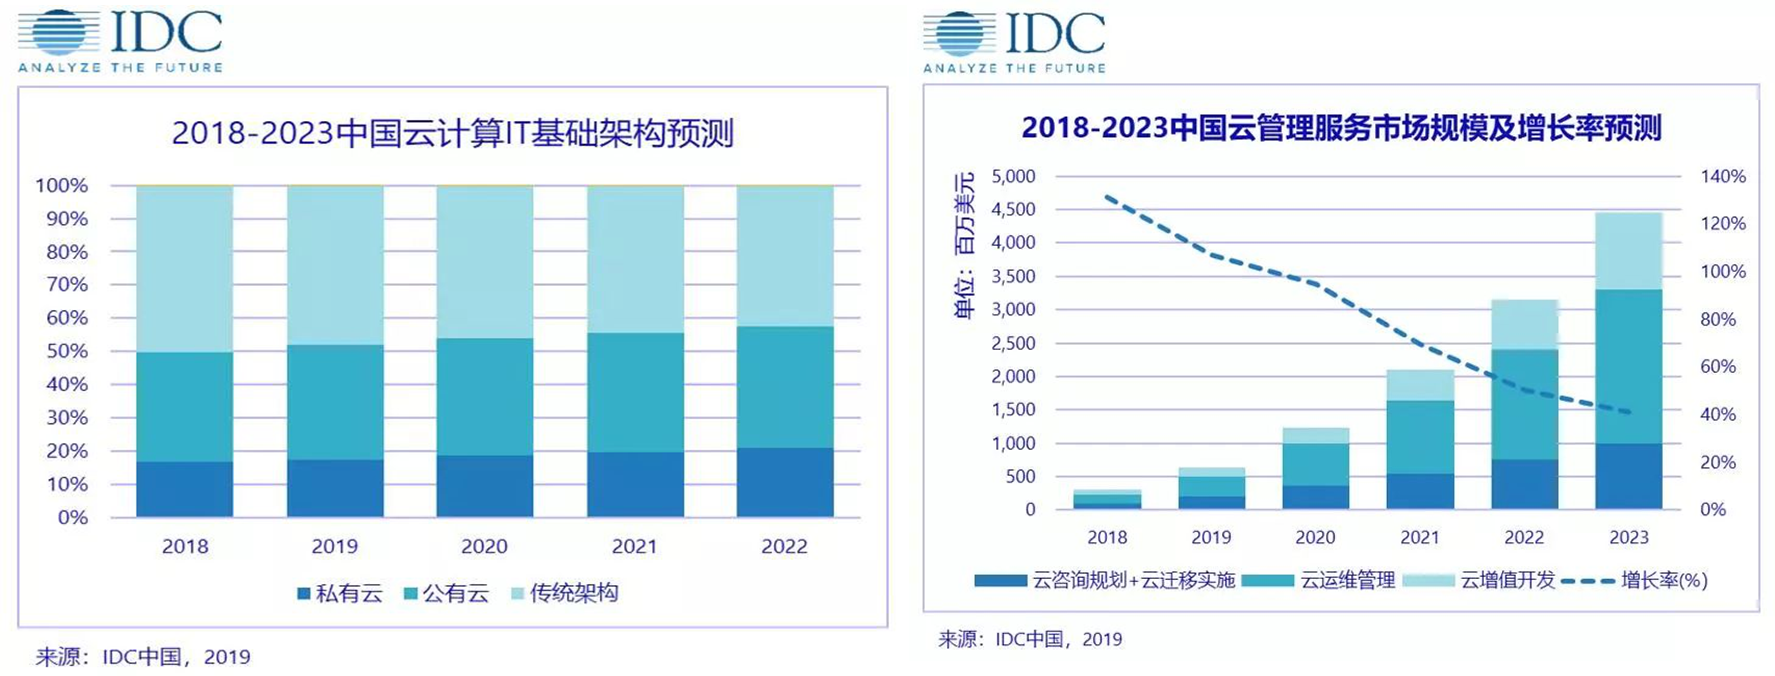 IDC
ANALYZE THE FUTURE
2018-2023中国云计算IT基础架构预测
100%
90%
80%
70%
60%
50%
40%
30%
20%
10%
0%
2018 2019 2020 2021 2022
私有云 公有云 传统架构
来源：IDC中国，2019
IDC
ANALYZE THE FUTURE
2018-2023中国云管理服务市场规模及增长率预测
单位：百万美元
5,000 140%
4,500 120%
4,000
3,500 100%
3,000 80%
2,500
2,000 60%
1,500 40%
1,000
500 20%
0 0%
2018 2019 2020 2021 2022 2023
云咨询规划+云迁移实施 云运维管理 云增值开发 增长率(%)
来源：IDC中国，2019